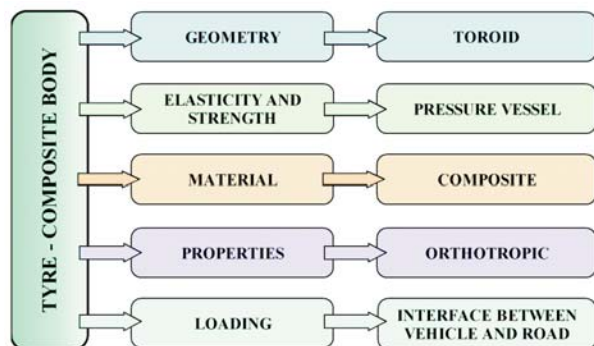 TYRE - COMPOSITE BODY
GEOMETRY
TOROID
ELASTICITY AND
STRENGTH
PRESSURE VESSEL
MATERIAL
COMPOSITE
PROPERTIES
ORTHOTROPIC
LOADING
INTERFACE BETWEEN
VEHICLE AND ROAD